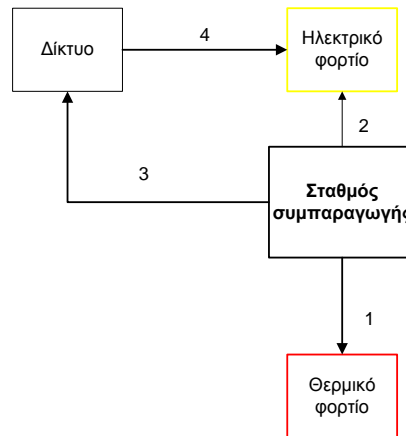 Δίκτυο
4
Ηλεκτρικό
φορτίο
2
3
Σταθμός
συμπαραγωγής
1
Θερμικό
φορτίο